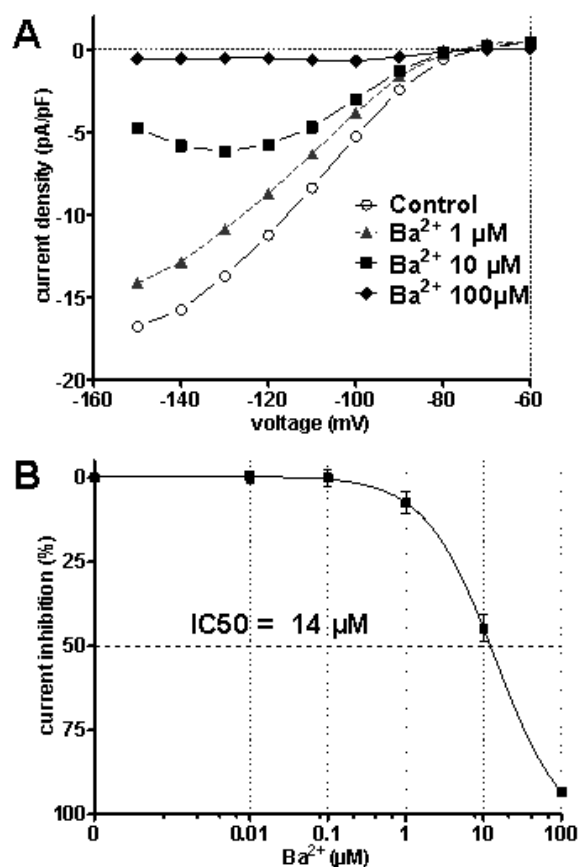 A
0
-5
-10
-15
-20
current density (pA/pF)
Control
Ba²⁺ 1 µM
Ba²⁺ 10 µM
Ba²⁺ 100µM
-160 -140 -120 -100 -80 -60
voltage (mV)
B
0
25
50
75
100
current inhibition (%)
IC50 = 14 µM
0 0.01 0.1 1 10 100
Ba²⁺ (µM)